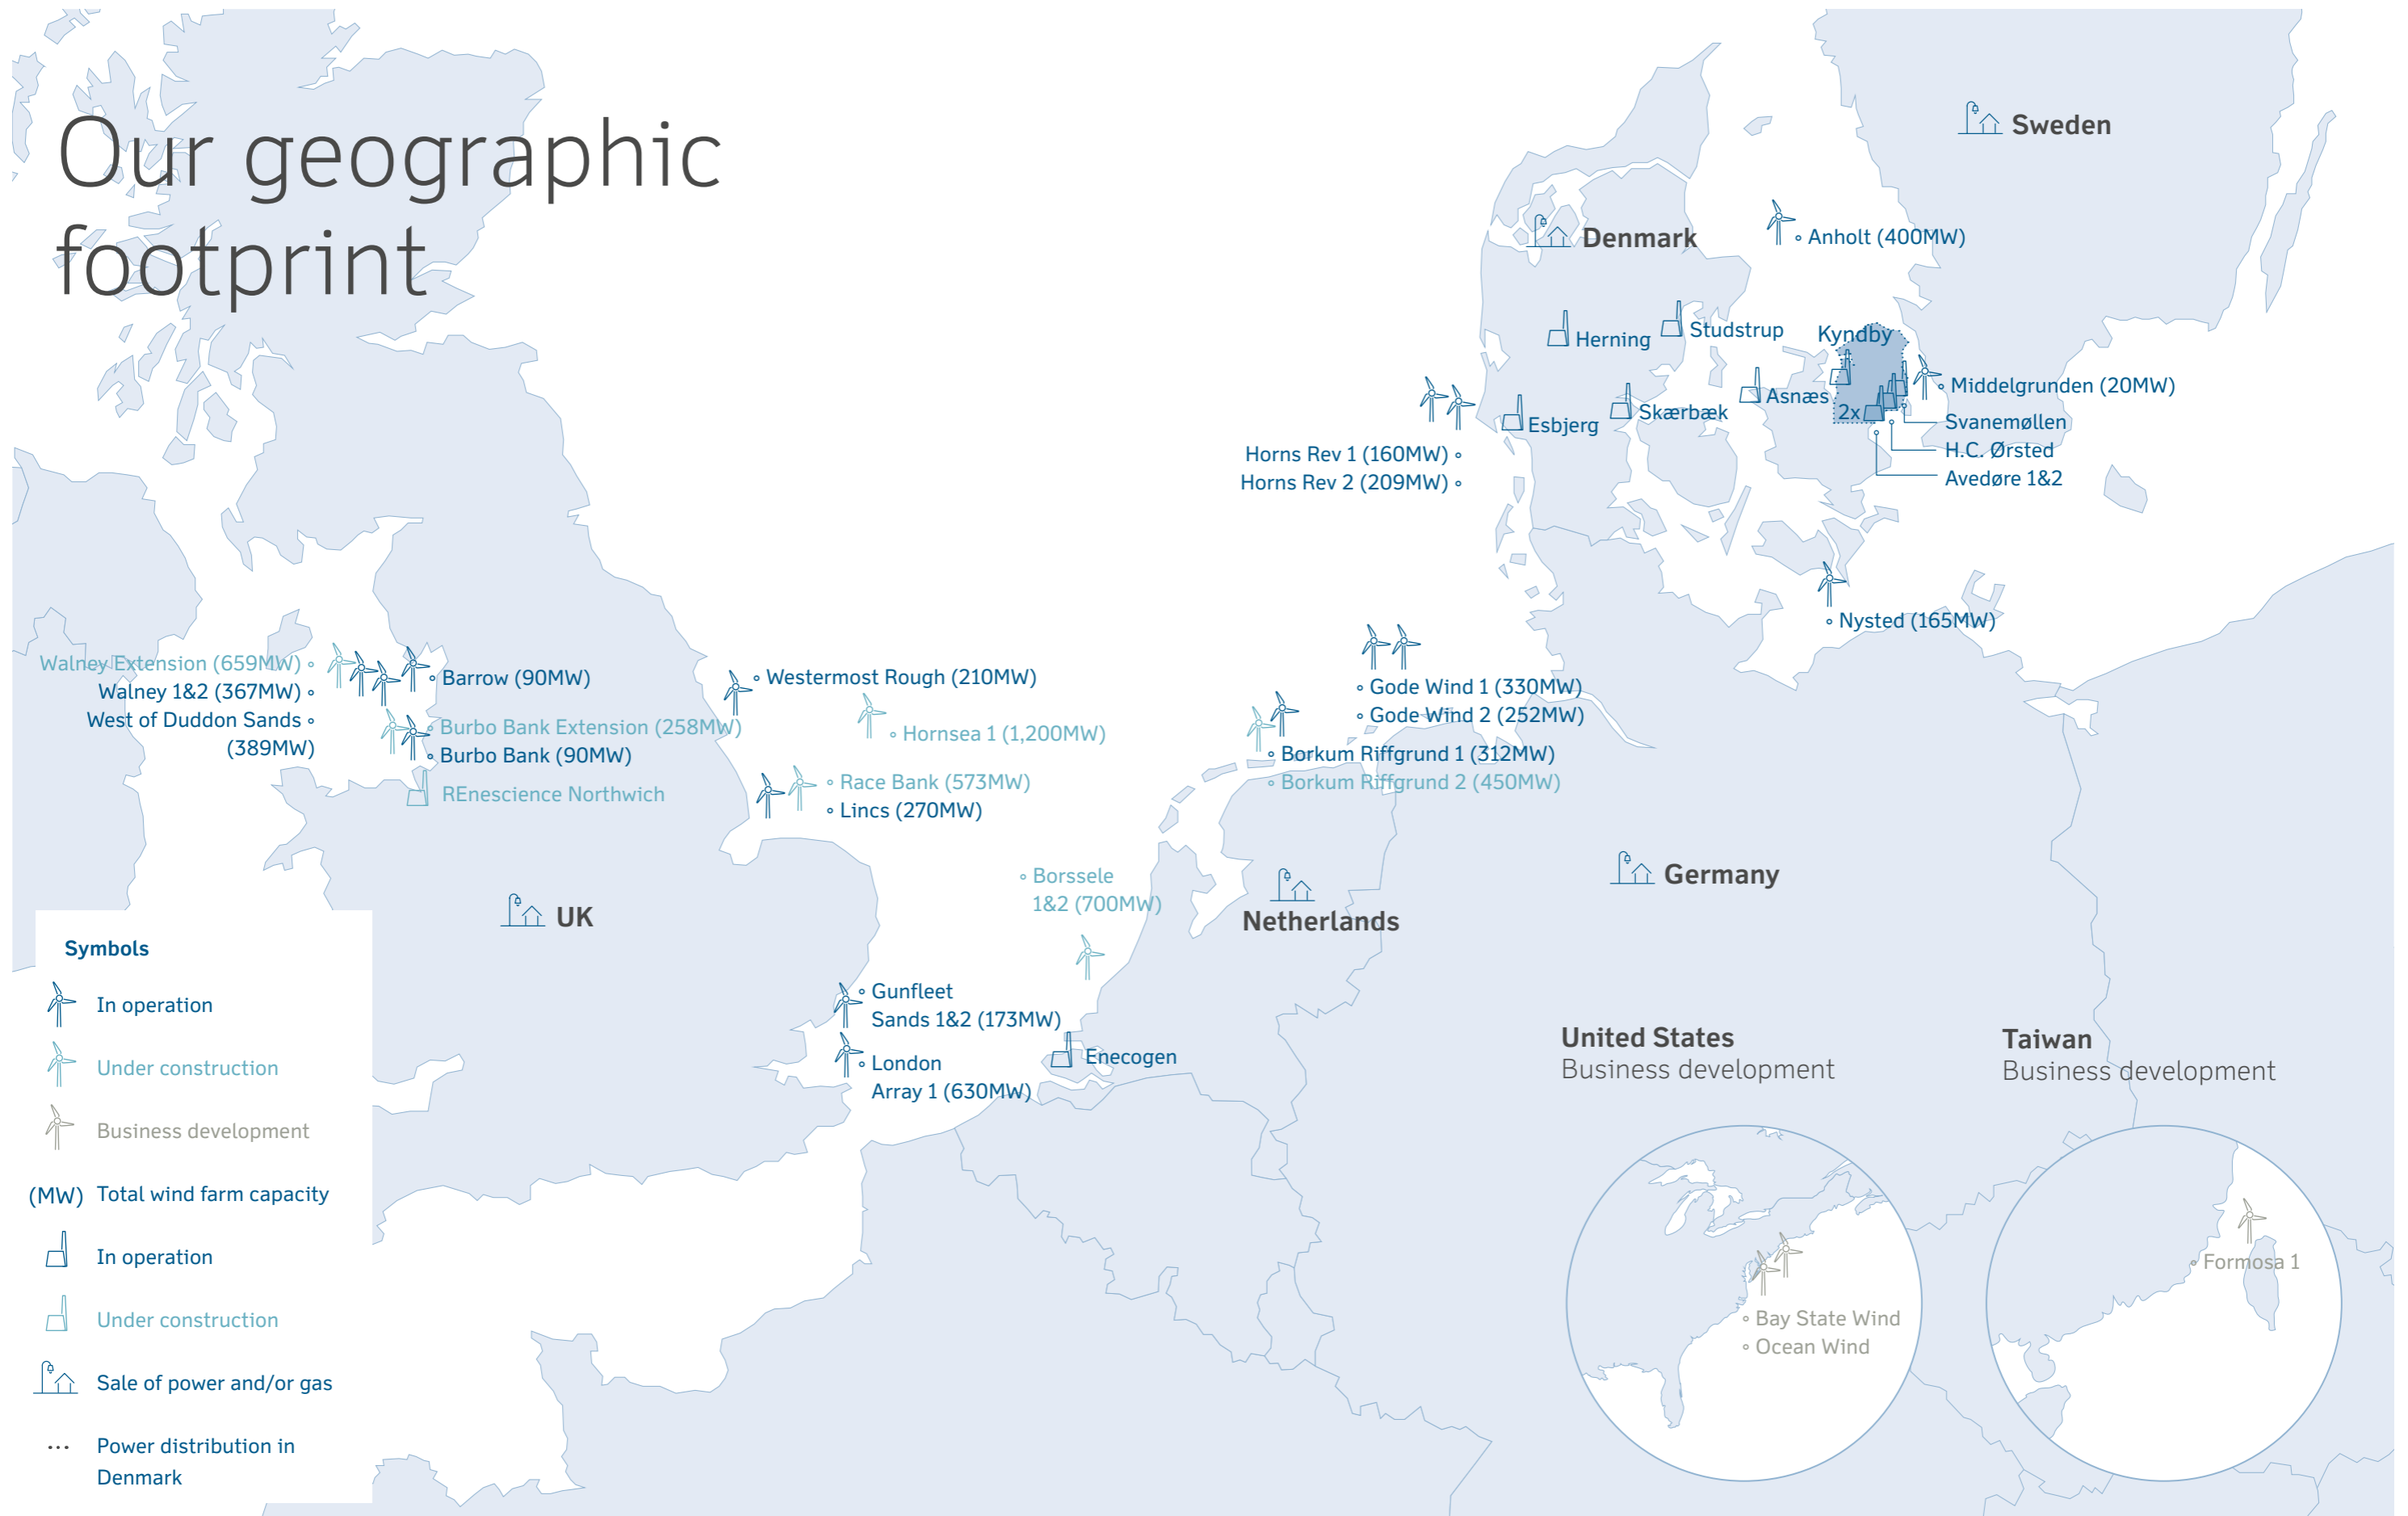 Our geographic
footprint
Sweden
Denmark
Anholt (400MW)
Herning
Studstrup
Kyndby
Middelgrunden (20MW)
Asnæs
2x
Skærbæk
Esbjerg
Svanemøllen
H.C. Ørsted
Avedøre 1&2
Horns Rev 1 (160MW)
Horns Rev 2 (209MW)
Nysted (165MW)
Walney Extension (659MW)
Walney 1&2 (367MW)
West of Duddon Sands
(389MW)
Barrow (90MW)
Burbo Bank Extension (258MW)
Burbo Bank (90MW)
REnescience Northwich
Westermost Rough (210MW)
Hornsea 1 (1,200MW)
Race Bank (573MW)
Lincs (270MW)
Gode Wind 1 (330MW)
Gode Wind 2 (252MW)
Borkum Riffgrund 1 (312MW)
Borkum Riffgrund 2 (450MW)
Borssele
1&2 (700MW)
UK
Netherlands
Germany
Gunfleet
Sands 1&2 (173MW)
London
Array 1 (630MW)
Enecogen
Symbols
In operation
Under construction
Business development
(MW) Total wind farm capacity
In operation
Under construction
Sale of power and/or gas
Power distribution in
Denmark
United States
Business development
Bay State Wind
Ocean Wind
Taiwan
Business development
Formosa 1